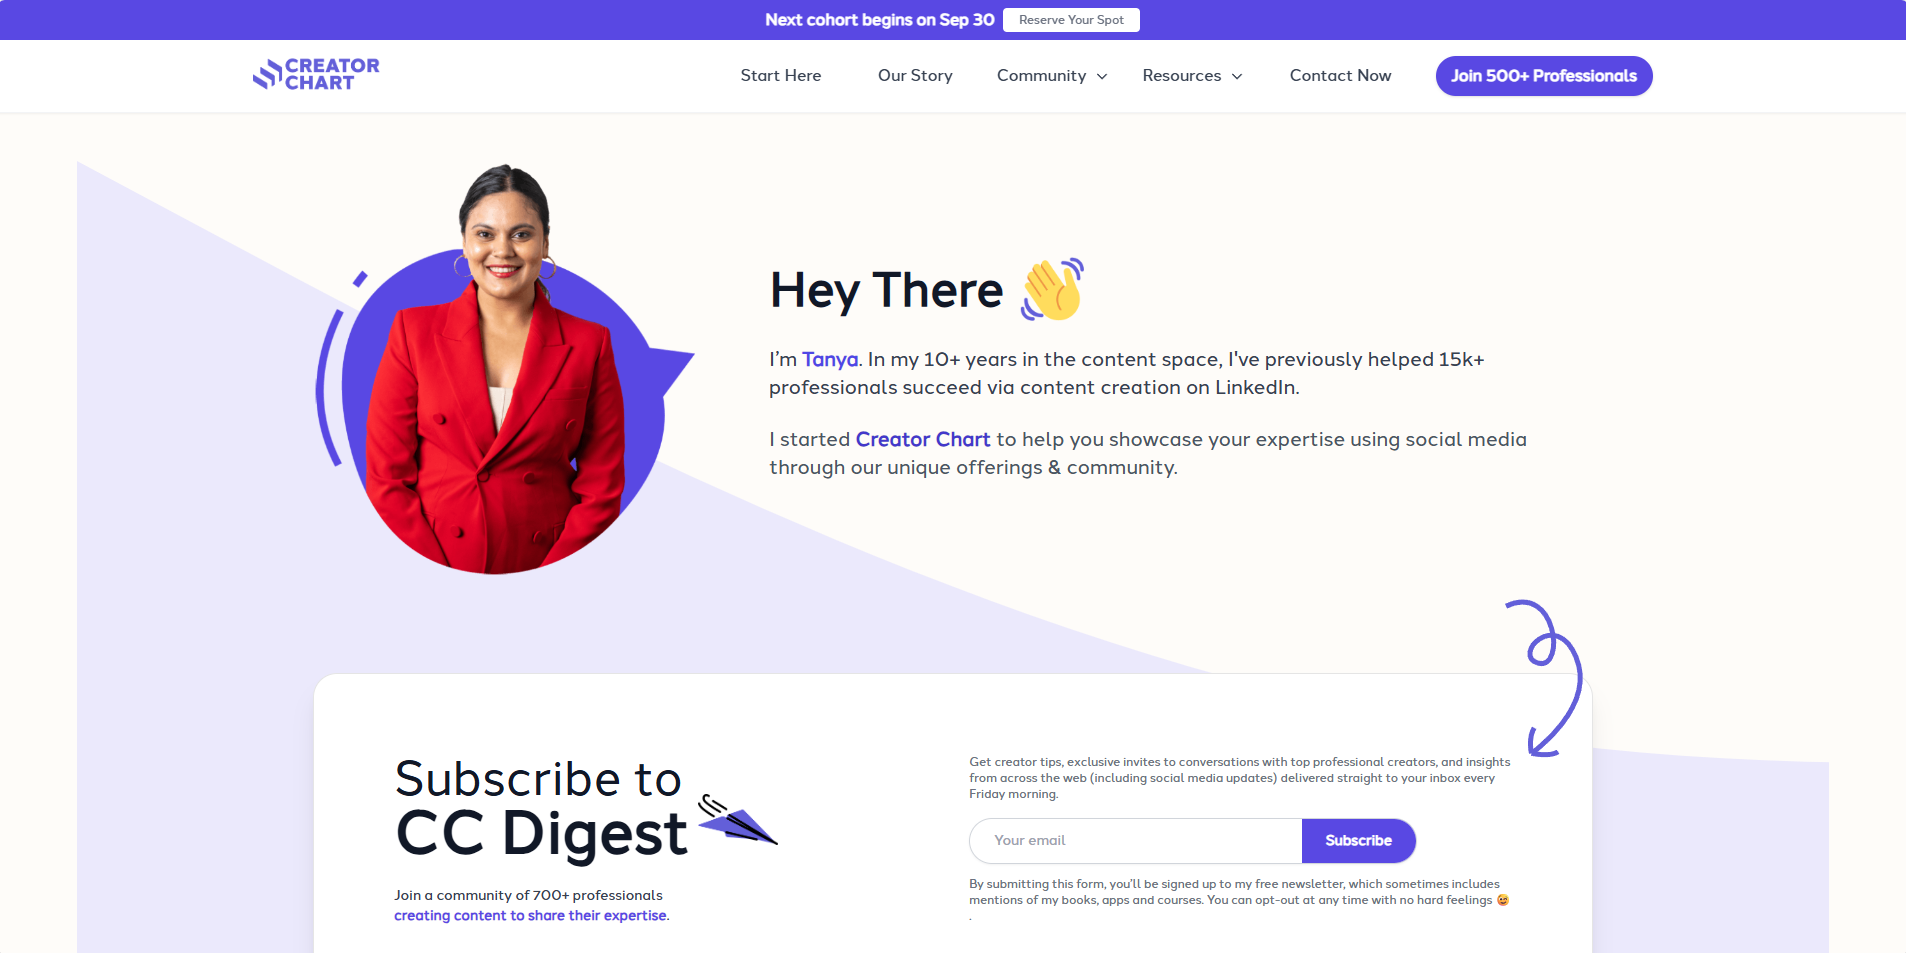 Next cohort begins on Sep 30
Reserve Your Spot
CREATOR
CHART
Start Here
Our Story
Community
Resources
Contact Now
Join 500+ Professionals
Hey There
I’m Tanya. In my 10+ years in the content space, I've previously helped 15k+
professionals succeed via content creation on LinkedIn.
I started Creator Chart to help you showcase your expertise using social media
through our unique offerings & community.
Subscribe to
CC Digest
Join a community of 700+ professionals
creating content to share their expertise.
Get creator tips, exclusive invites to conversations with top professional creators, and insights
from across the web (including social media updates) delivered straight to your inbox every
Friday morning.
Your email
Subscribe
By submitting this form, you’ll be signed up to my free newsletter, which sometimes includes
mentions of my books, apps and courses. You can opt-out at any time with no hard feelings 😜
.